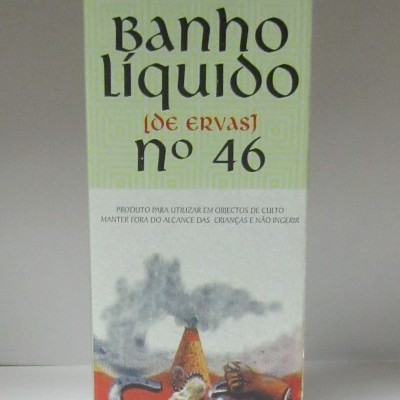 BANHO
LÍQUIDO
[DE ERVAS]
Nº 46
PRODUTO PARA UTILIZAR EM OBJECTOS DE CULTO
MANTER FORA DO ALCANCE DAS CRIANÇAS E NÃO INGERIR